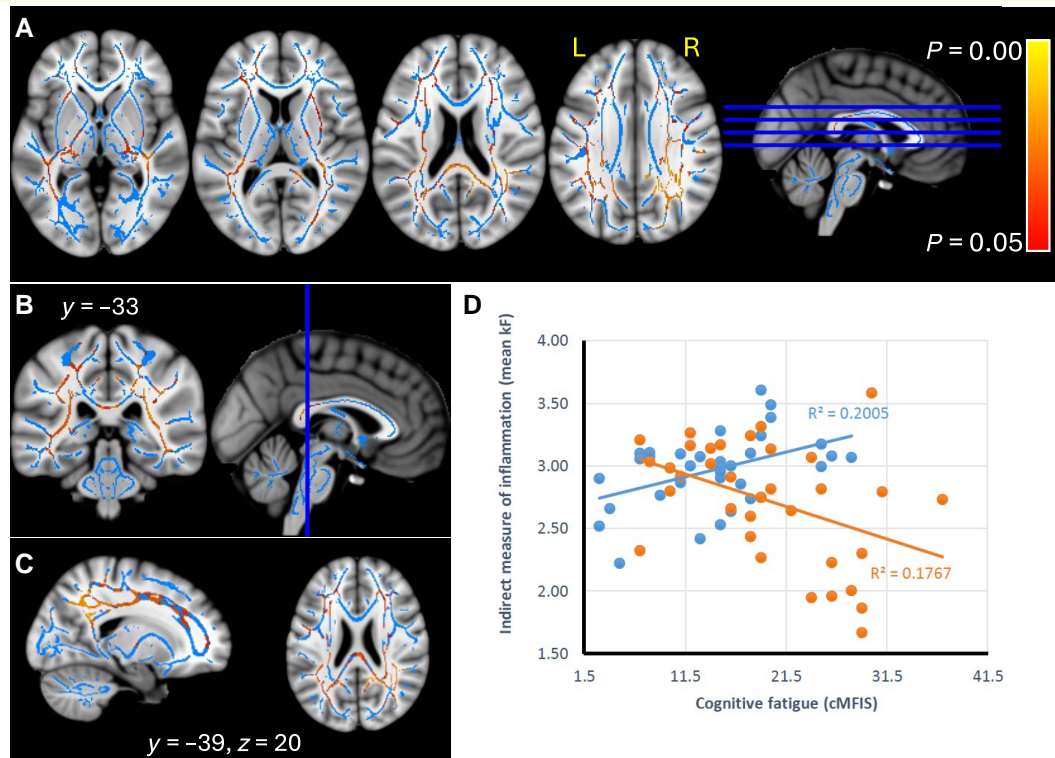 A
L
R
P = 0.00
P = 0.05
B
y = –33
C
y = –39, z = 20
D
Indirect measure of inflammation (mean kF)
4.00
3.50
3.00
2.50
2.00
1.50
R² = 0.2005
R² = 0.1767
1.5 11.5 21.5 31.5 41.5
Cognitive fatigue (cMFIS)